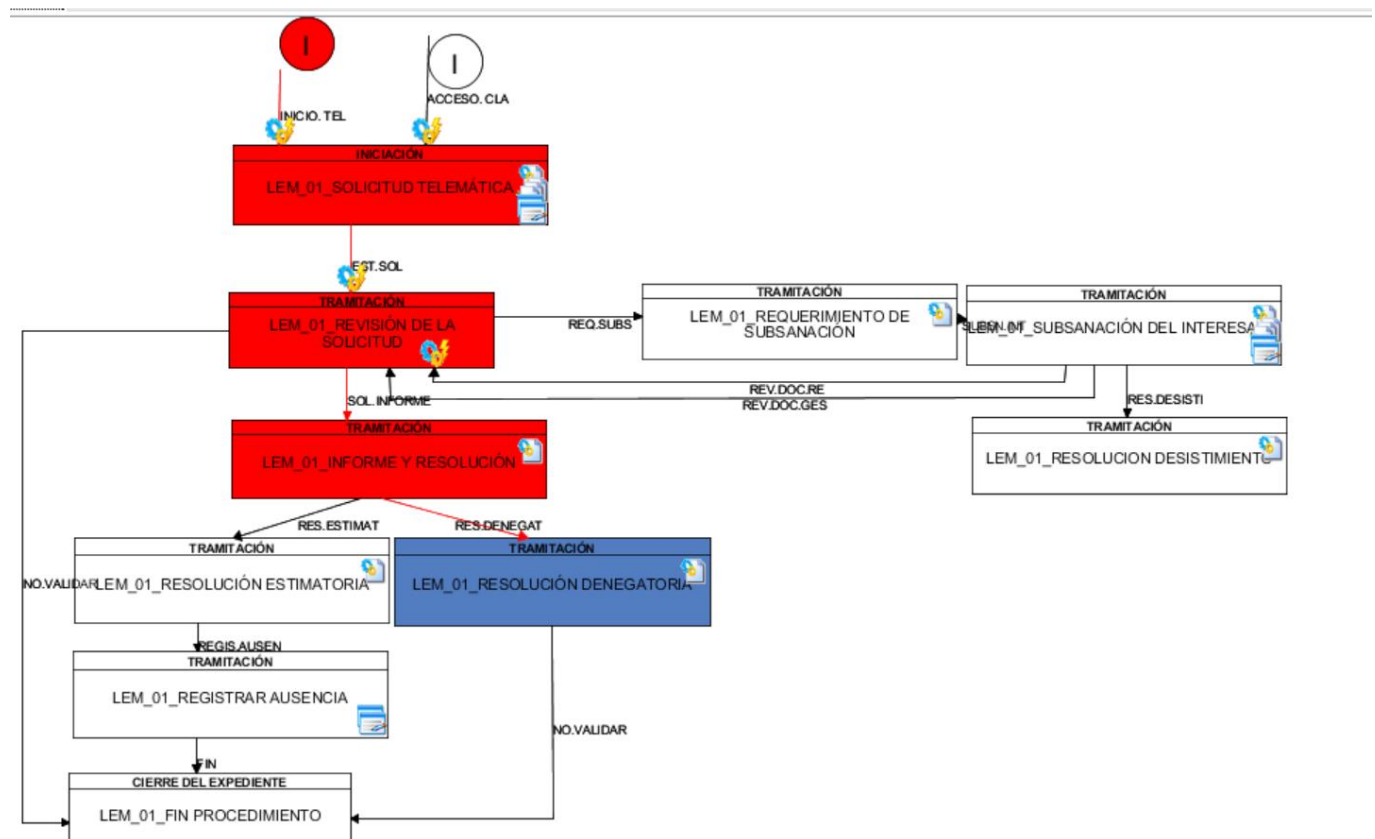 I
I
INICIO. TEL
ACCESO. CLA
INICIACIÓN
LEM_01_SOLICITUD TELEMÁTICA
EST.SOL
TRAMITACIÓN
LEM_01_REVISIÓN DE LA
SOLICITUD
REQ.SUBS
TRAMITACIÓN
LEM_01_REQUERIMIENTO DE
SUBSANACIÓN
TRAMITACIÓN
LEM_01_SUBSANACIÓN DEL INTERESA
REV.DOC.RE
REV.DOC.GES
RES.DESISTI
SOL.INFORME
TRAMITACIÓN
LEM_01_INFORME Y RESOLUCIÓN
TRAMITACIÓN
LEM_01_RESOLUCION DESISTIMIENTO
RES.ESTIMAT
RES.DENEGAT
TRAMITACIÓN
LEM_01_RESOLUCIÓN ESTIMATORIA
TRAMITACIÓN
LEM_01_RESOLUCIÓN DENEGATORIA
NO.VALIDAR
REGIS.AUSEN
TRAMITACIÓN
LEM_01_REGISTRAR AUSENCIA
NO.VALIDAR
FIN
CIERRE DEL EXPEDIENTE
LEM_01_FIN PROCEDIMIENTO